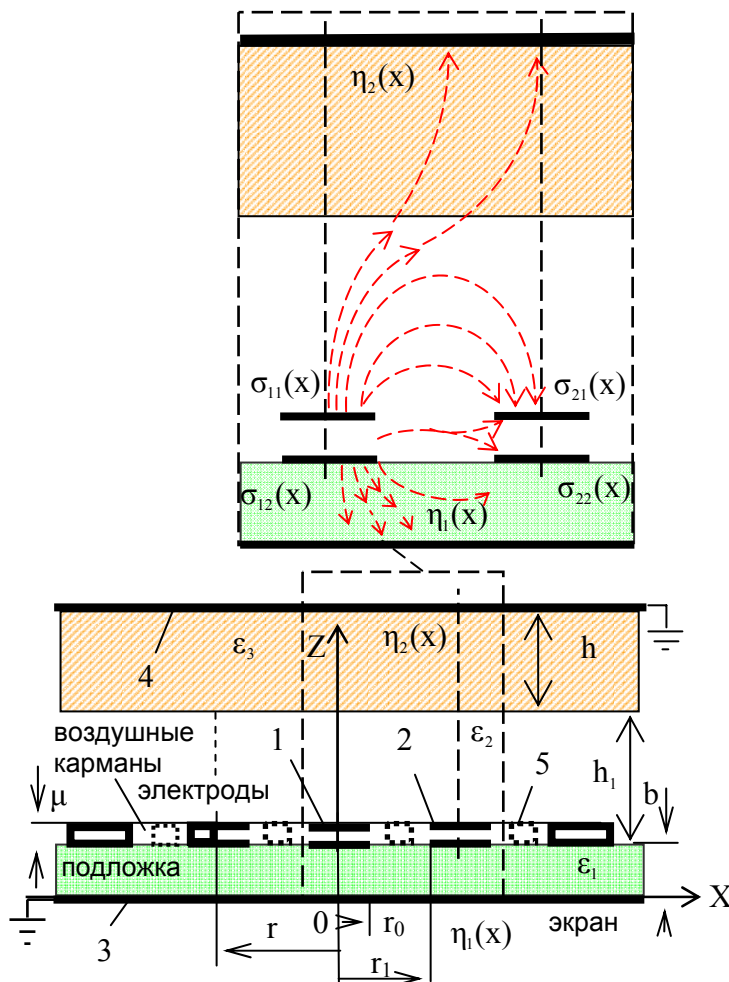 η₂(x)
σ₁₁(x)
σ₂₁(x)
σ₁₂(x)
σ₂₂(x)
η₁(x)
ε₃
Z
η₂(x)
h
4
воздушные
карманы
1
2
ε₂
5
h₁
b
μ
электроды
подложка
ε₁
X
3
r
0
r₀
η₁(x)
экран
r₁